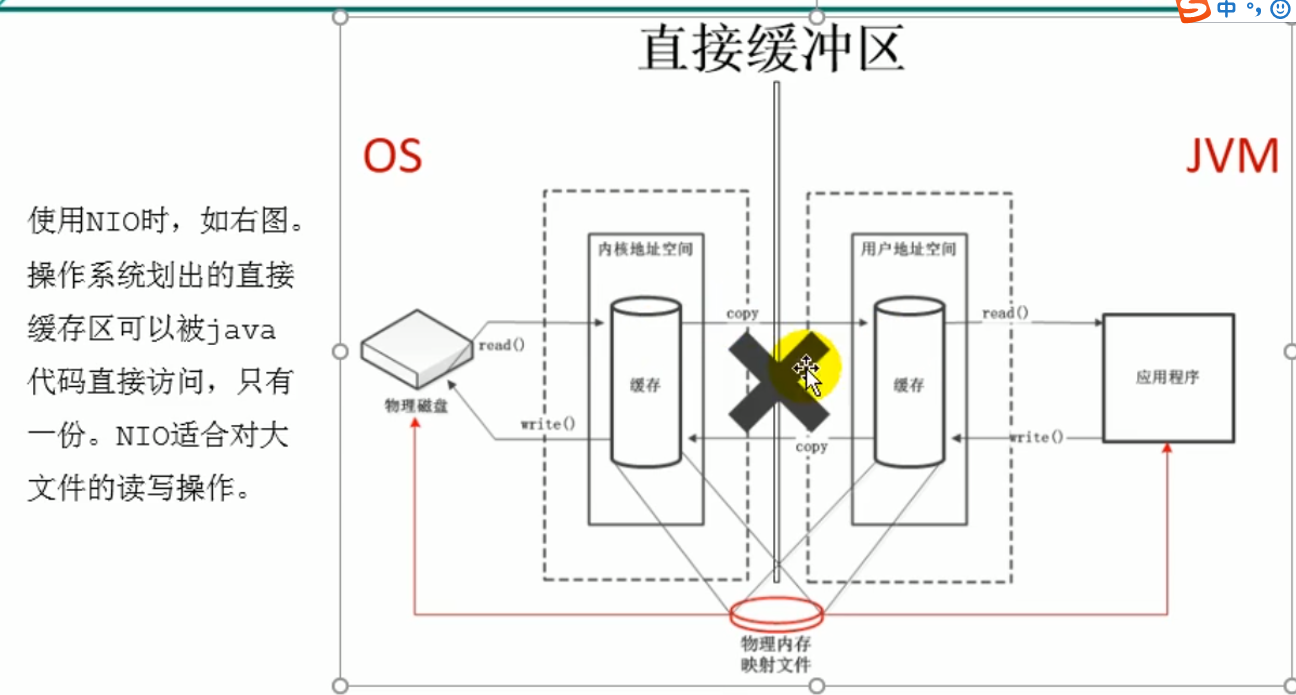 中
直接缓冲区
OS
JVM
使用NIO时，如右图。
操作系统划出的直接
缓存区可以被java
代码直接访问，只有
一份。NIO适合对大
文件的读写操作。
内核地址空间
用户地址空间
copy
read()
read()
缓存
缓存
应用程序
物理磁盘
write()
copy
write()
物理内存
映射文件